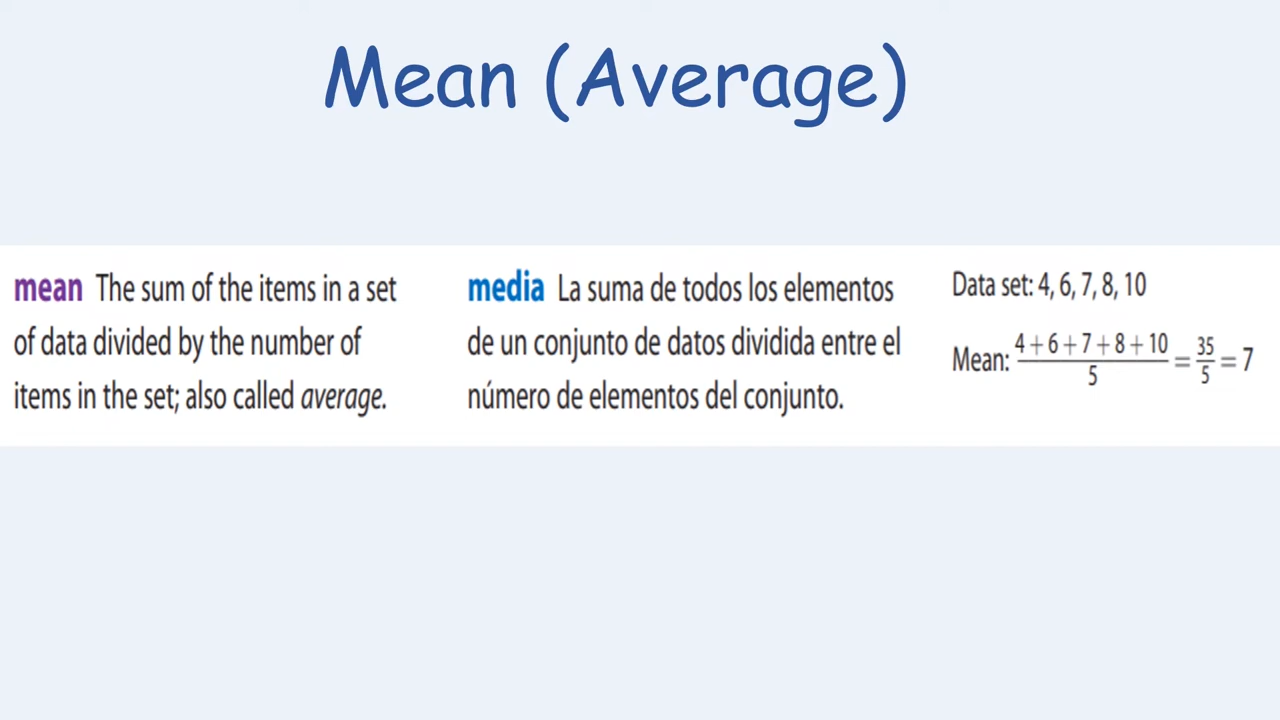 Mean (Average)
mean The sum of the items in a set
of data divided by the number of
items in the set; also called average.
media La suma de todos los elementos
de un conjunto de datos dividida entre el
número de elementos del conjunto.
Data set: 4, 6, 7, 8, 10
Mean: 4 + 6 + 7 + 8 + 10 / 5 = 35 / 5 = 7